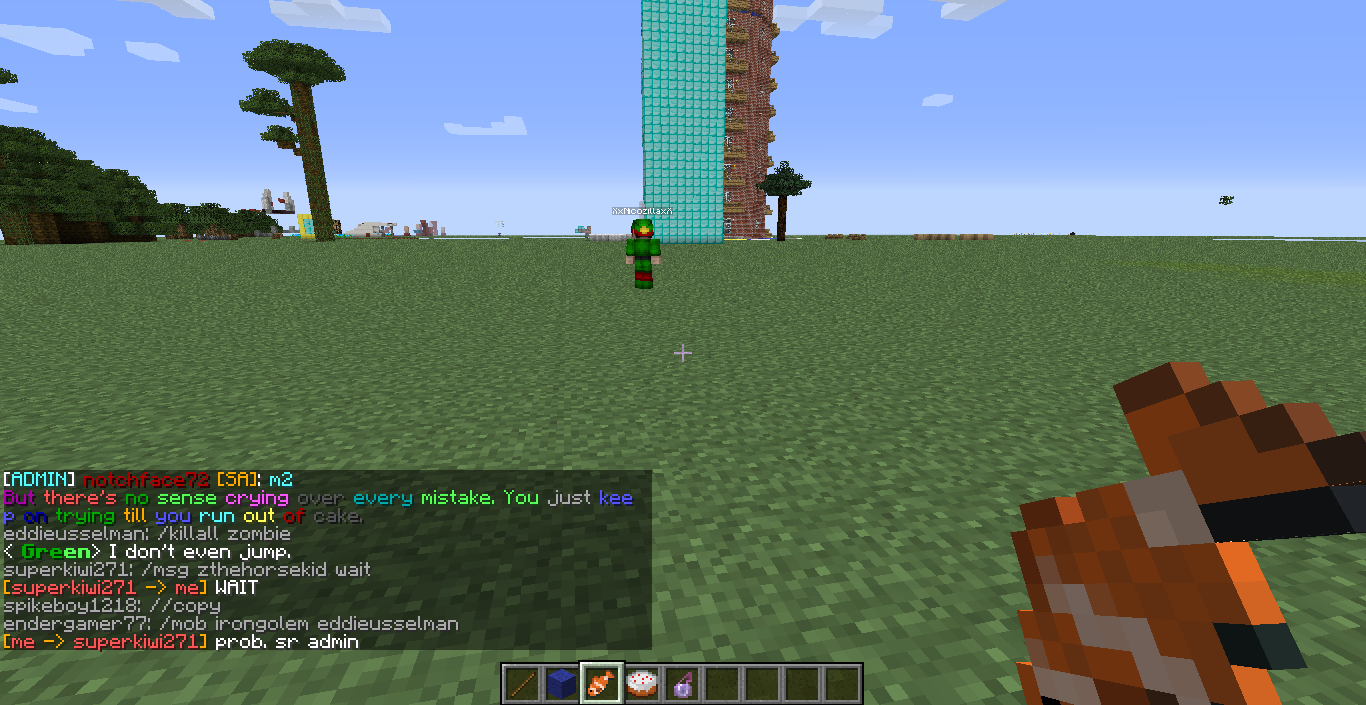 XxNoozillaxX
[ADMIN] notchface72 [SA]: m2
But there's no sense crying over every mistake. You just kee
p on trying till you run out of cake.
eddieusselman: /killall zombie
< Green> I don't even jump.
superkiwi271: /msg zthehorsekid wait
[superkiwi271 -> me] WAIT
spikeboy1218: //copy
endergamer77: /mob irongolem eddieusselman
[me -> superkiwi271] prob. sr admin